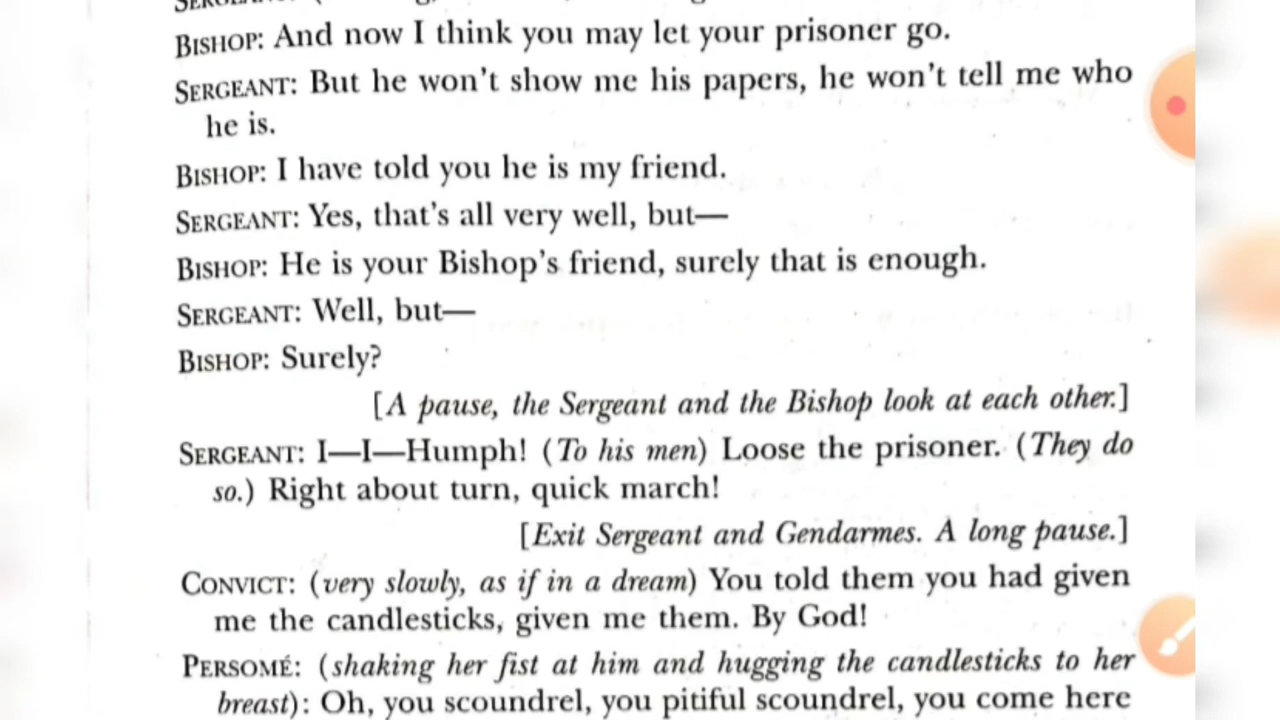 BISHOP: And now I think you may let your prisoner go.
SERGEANT: But he won't show me his papers, he won't tell me who
he is.
BISHOP: I have told you he is my friend.
SERGEANT: Yes, that's all very well, but—
BISHOP: He is your Bishop's friend, surely that is enough.
SERGEANT: Well, but—
BISHOP: Surely?
[A pause, the Sergeant and the Bishop look at each other.]
SERGEANT: I—I—Humph! (To his men) Loose the prisoner. (They do
so.) Right about turn, quick march!
[Exit Sergeant and Gendarmes. A long pause.]
CONVICT: (very slowly, as if in a dream) You told them you had given
me the candlesticks, given me them. By God!
PERSOMÉ: (shaking her fist at him and hugging the candlesticks to her
breast): Oh, you scoundrel, you pitiful scoundrel, you come here